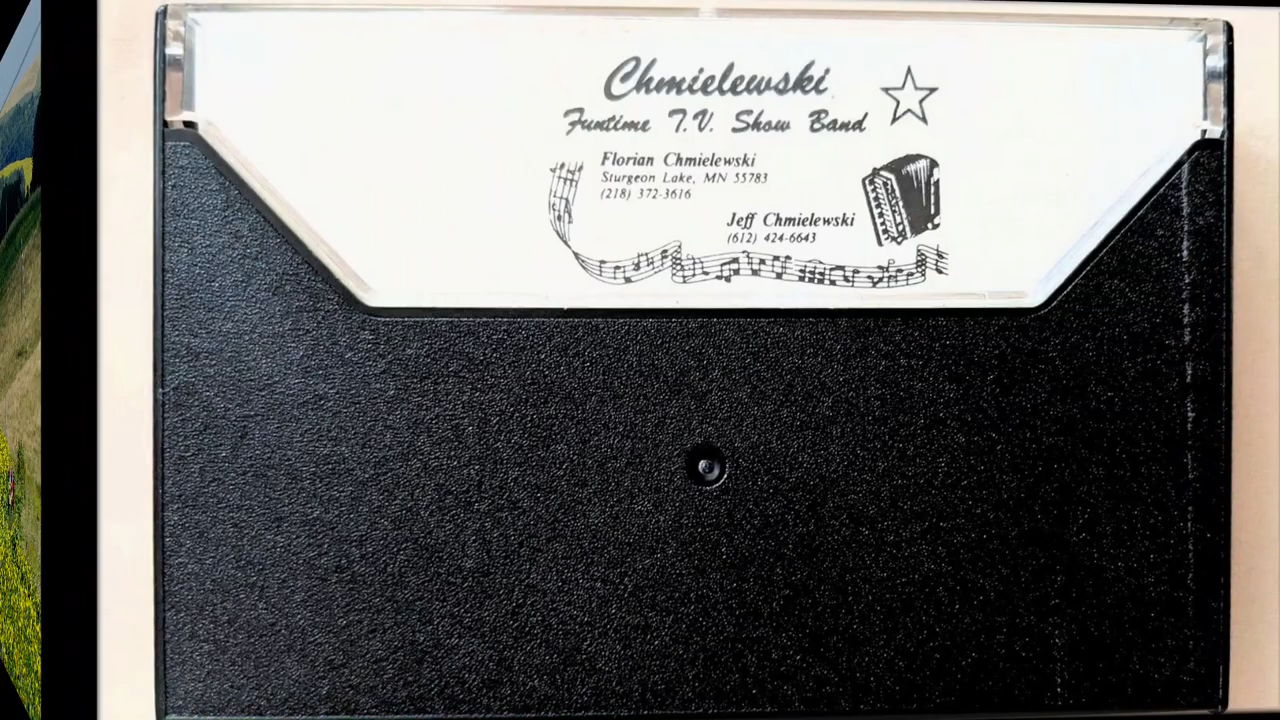 Chmielewski
Funtime T.V. Show Band
Florian Chmielewski
Sturgeon Lake, MN 55783
(218) 372-3616
Jeff Chmielewski
(612) 424-6643